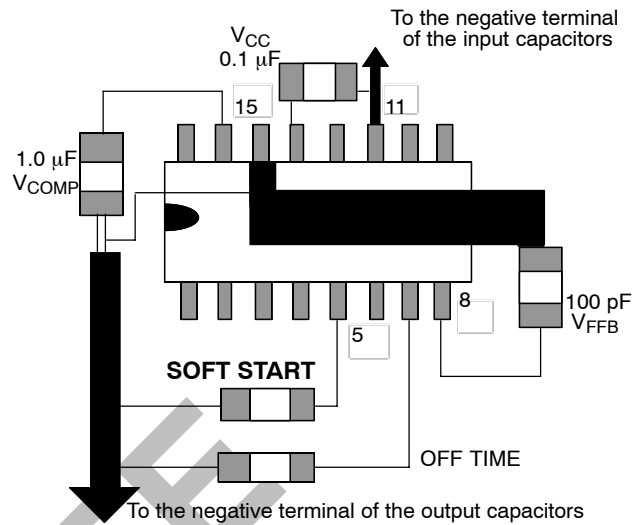 To the negative terminal
of the input capacitors
VCC
0.1 μF
15
11
1.0 μF
VCOMP
5
8
100 pF
VFFB
SOFT START
OFF TIME
To the negative terminal of the output capacitors